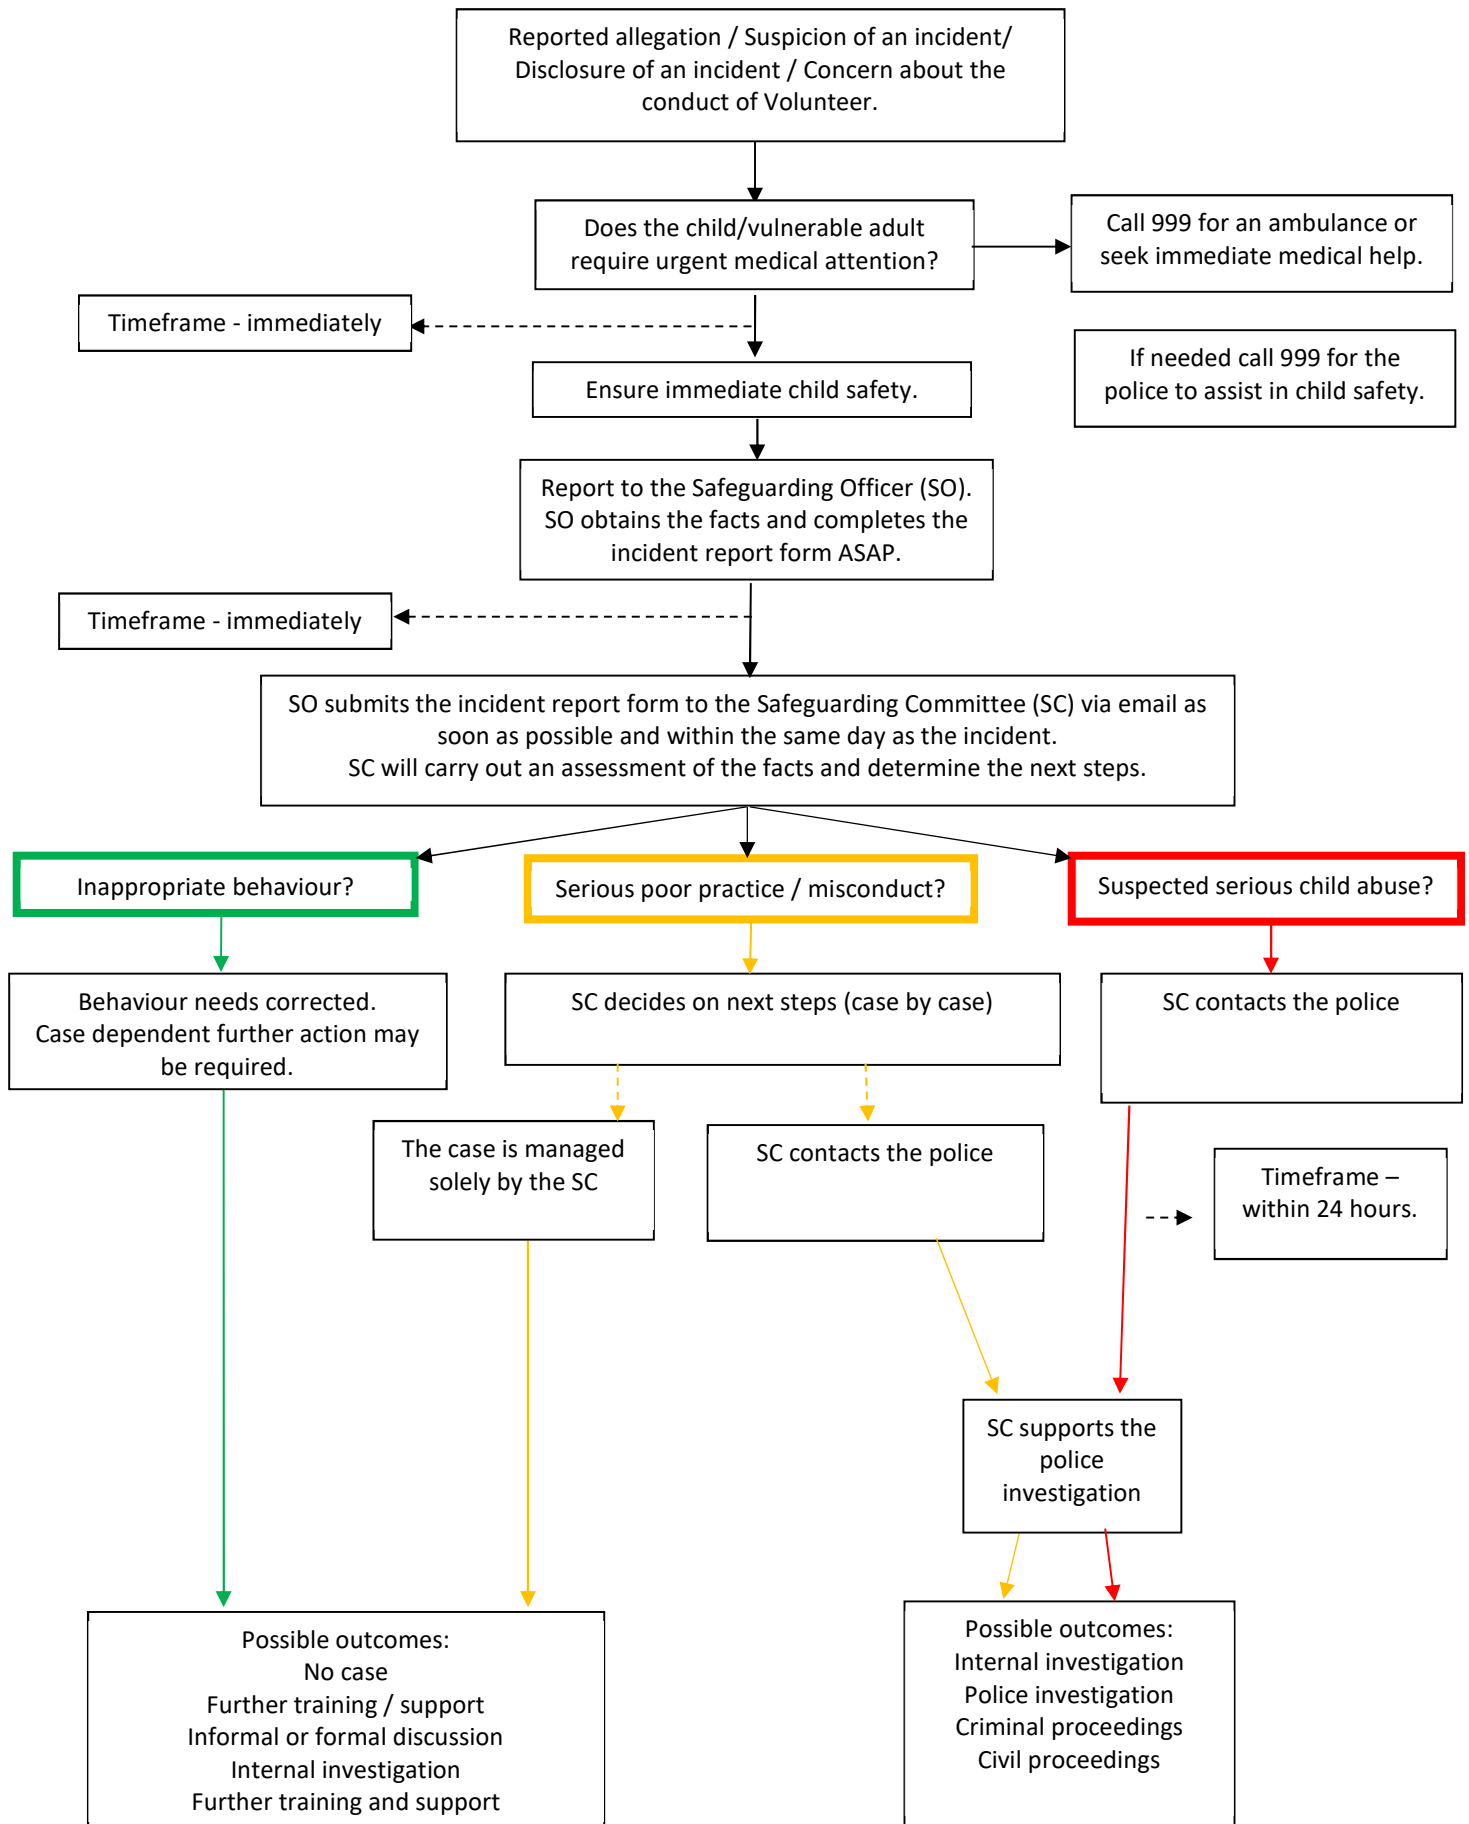 Reported allegation / Suspicion of an incident/
Disclosure of an incident / Concern about the
conduct of Volunteer.
Does the child/vulnerable adult
require urgent medical attention?
Call 999 for an ambulance or
seek immediate medical help.
Timeframe - immediately
If needed call 999 for the
police to assist in child safety.
Ensure immediate child safety.
Report to the Safeguarding Officer (SO).
SO obtains the facts and completes the
incident report form ASAP.
Timeframe - immediately
SO submits the incident report form to the Safeguarding Committee (SC) via email as
soon as possible and within the same day as the incident.
SC will carry out an assessment of the facts and determine the next steps.
Inappropriate behaviour?
Serious poor practice / misconduct?
Suspected serious child abuse?
Behaviour needs corrected.
Case dependent further action may
be required.
SC decides on next steps (case by case)
SC contacts the police
The case is managed
solely by the SC
SC contacts the police
Timeframe –
within 24 hours.
SC supports the
police
investigation
Possible outcomes:
No case
Further training / support
Informal or formal discussion
Internal investigation
Further training and support
Possible outcomes:
Internal investigation
Police investigation
Criminal proceedings
Civil proceedings